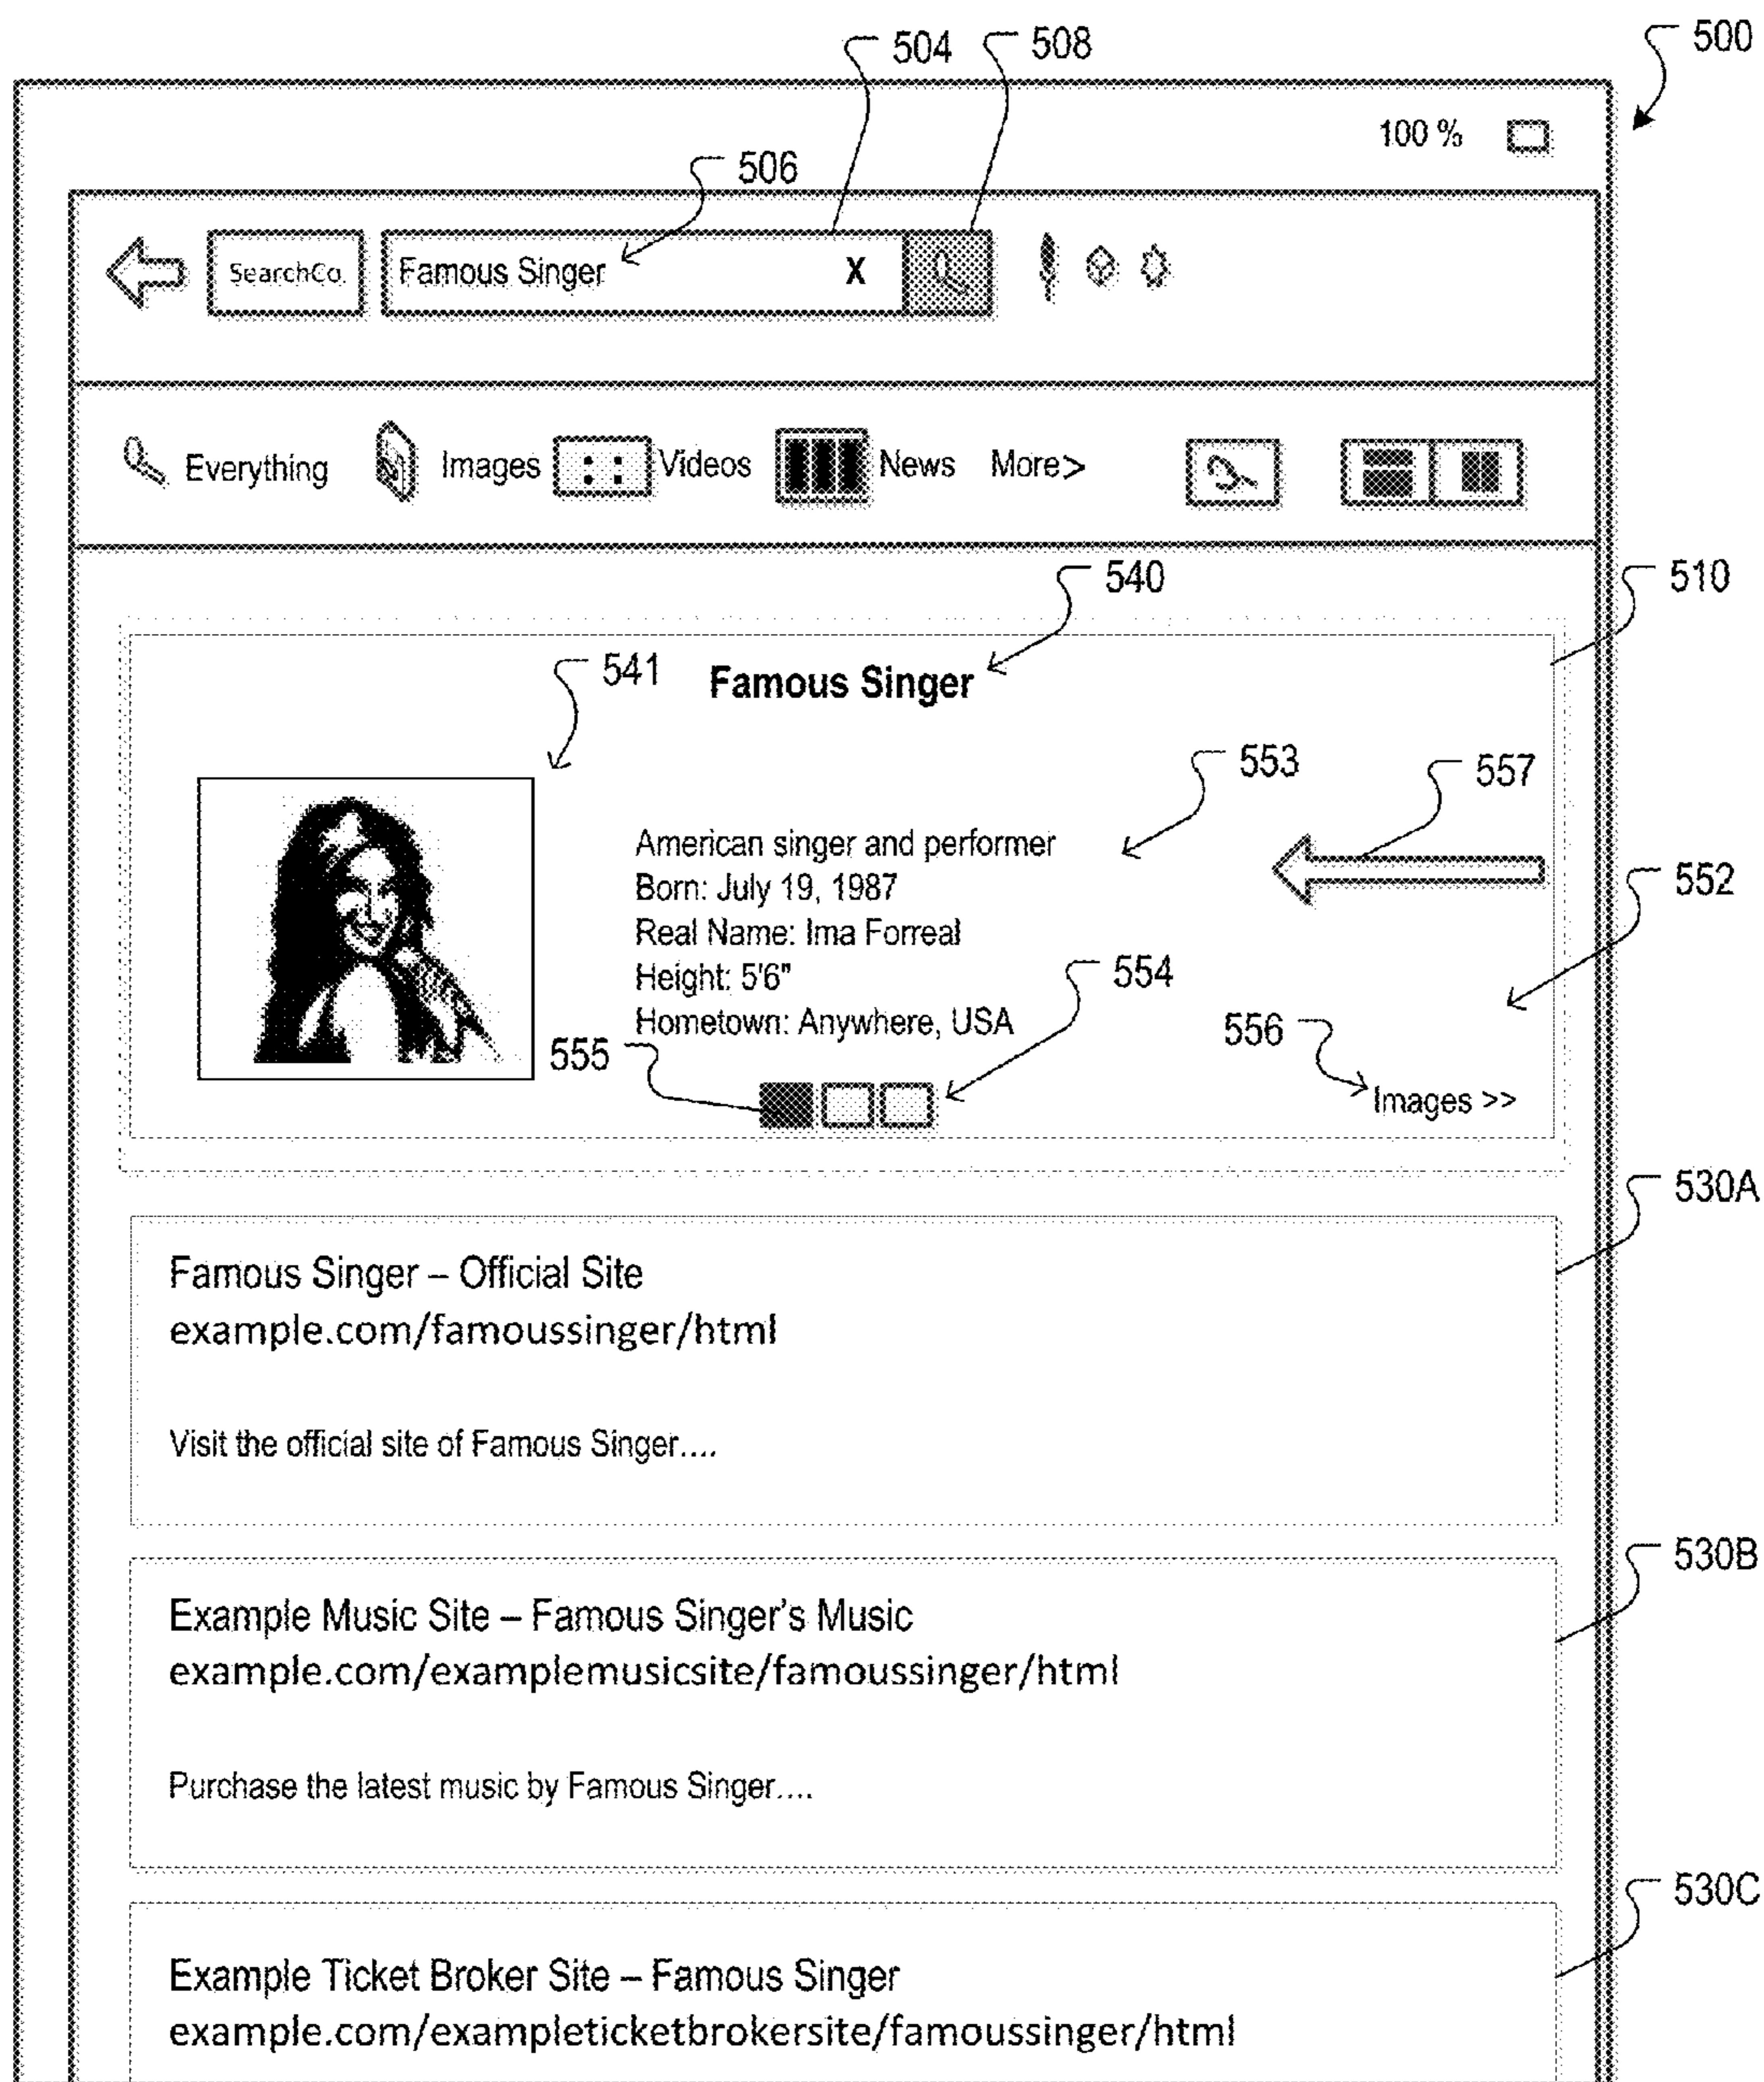 504 508 500
100 %
506
SearchCo. Famous Singer X
Everything Images Videos News More>
540 510
541 Famous Singer
553 557
American singer and performer
Born: July 19, 1987 552
Real Name: Ima Forreal
Height: 5'6" 554
Hometown: Anywhere, USA 556
555
Images >>
530A
Famous Singer – Official Site
example.com/famoussinger/html
Visit the official site of Famous Singer....
530B
Example Music Site – Famous Singer's Music
example.com/examplemusicsite/famoussinger/html
Purchase the latest music by Famous Singer....
530C
Example Ticket Broker Site – Famous Singer
example.com/exampleticketbrokersite/famoussinger/html